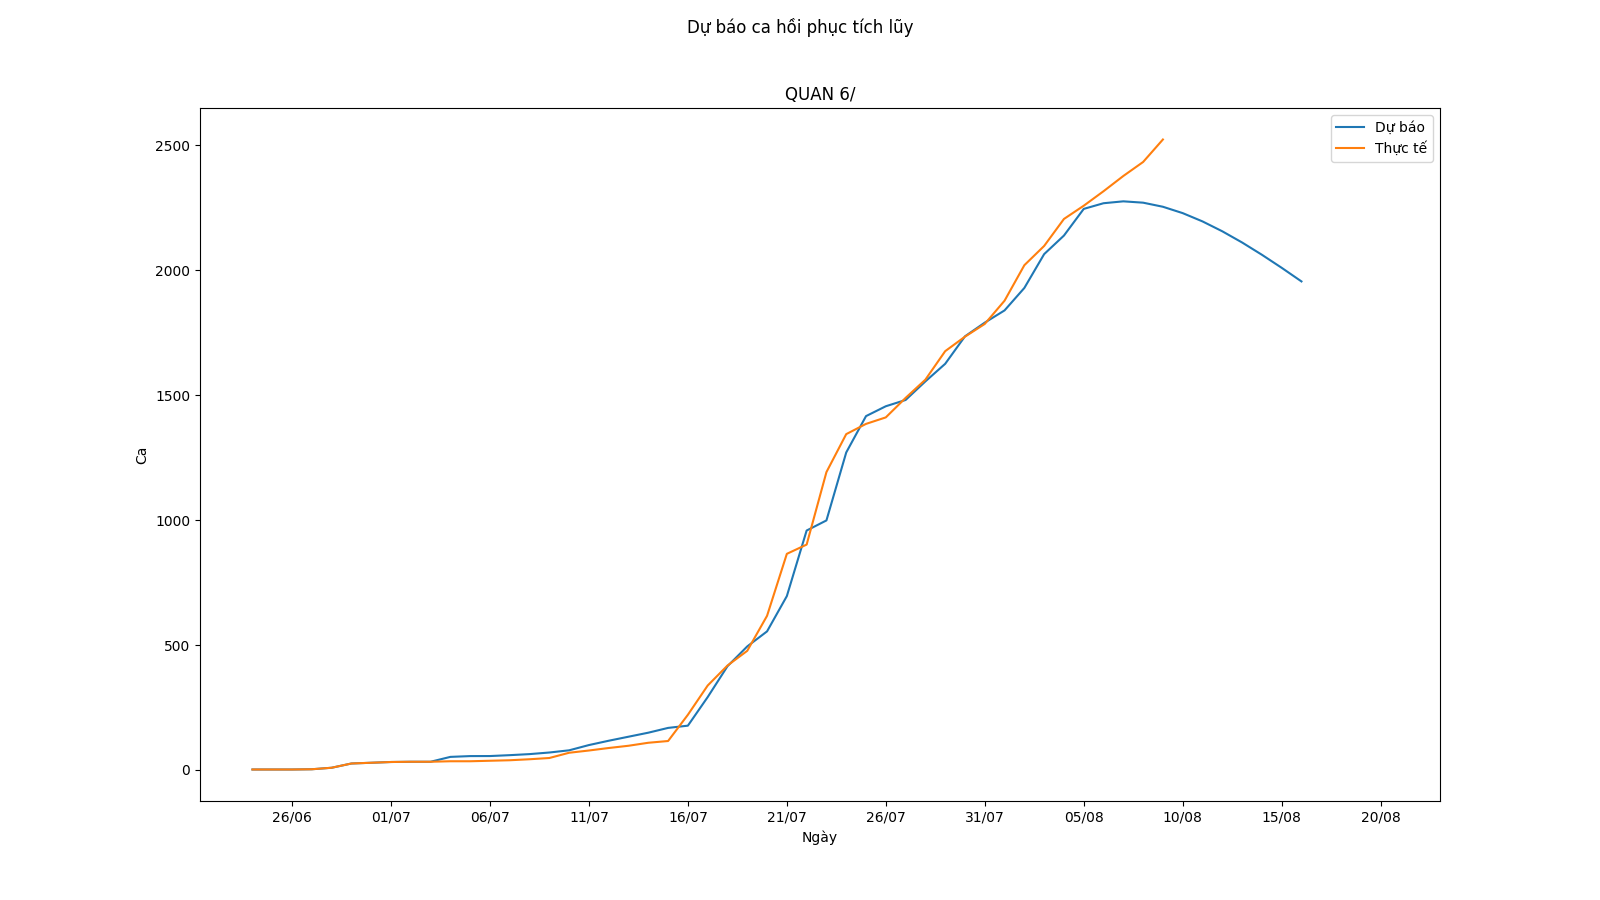 Dự báo ca hồi phục tích lũy
QUAN 6/
Dự báo
Thực tế
2500
2000
1500
1000
500
0
Ca
26/06 01/07 06/07 11/07 16/07 21/07 26/07 31/07 05/08 10/08 15/08 20/08
Ngày